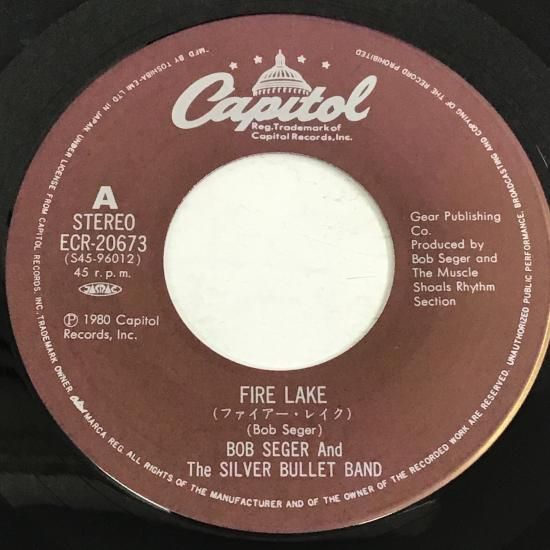 Capitol
Reg. Trademark of
Capitol Records, Inc.
A
STEREO
ECR-20673
(S45-96012)
45 r.p.m.
JASRAC
Ⓟ 1980 Capitol
Records, Inc.
Gear Publishing
Co.
Produced by
Bob Seger and
The Muscle
Shoals Rhythm
Section
FIRE LAKE
(ファイアー・レイク)
(Bob Seger)
BOB SEGER And
The SILVER BULLET BAND
"MFD BY TOSHIBA-EMI LTD IN JAPAN UNDER LICENSE FROM CAPITOL RECORDS, INC. TRADEMARK OWNER. MARCA REG. ALL RIGHTS OF THE MANUFACTURER AND OF THE OWNER OF THE RECORDED WORK ARE RESERVED. UNAUTHORIZED PUBLIC PERFORMANCE, BROADCASTING AND COPYING OF THE RECORD PROHIBITED